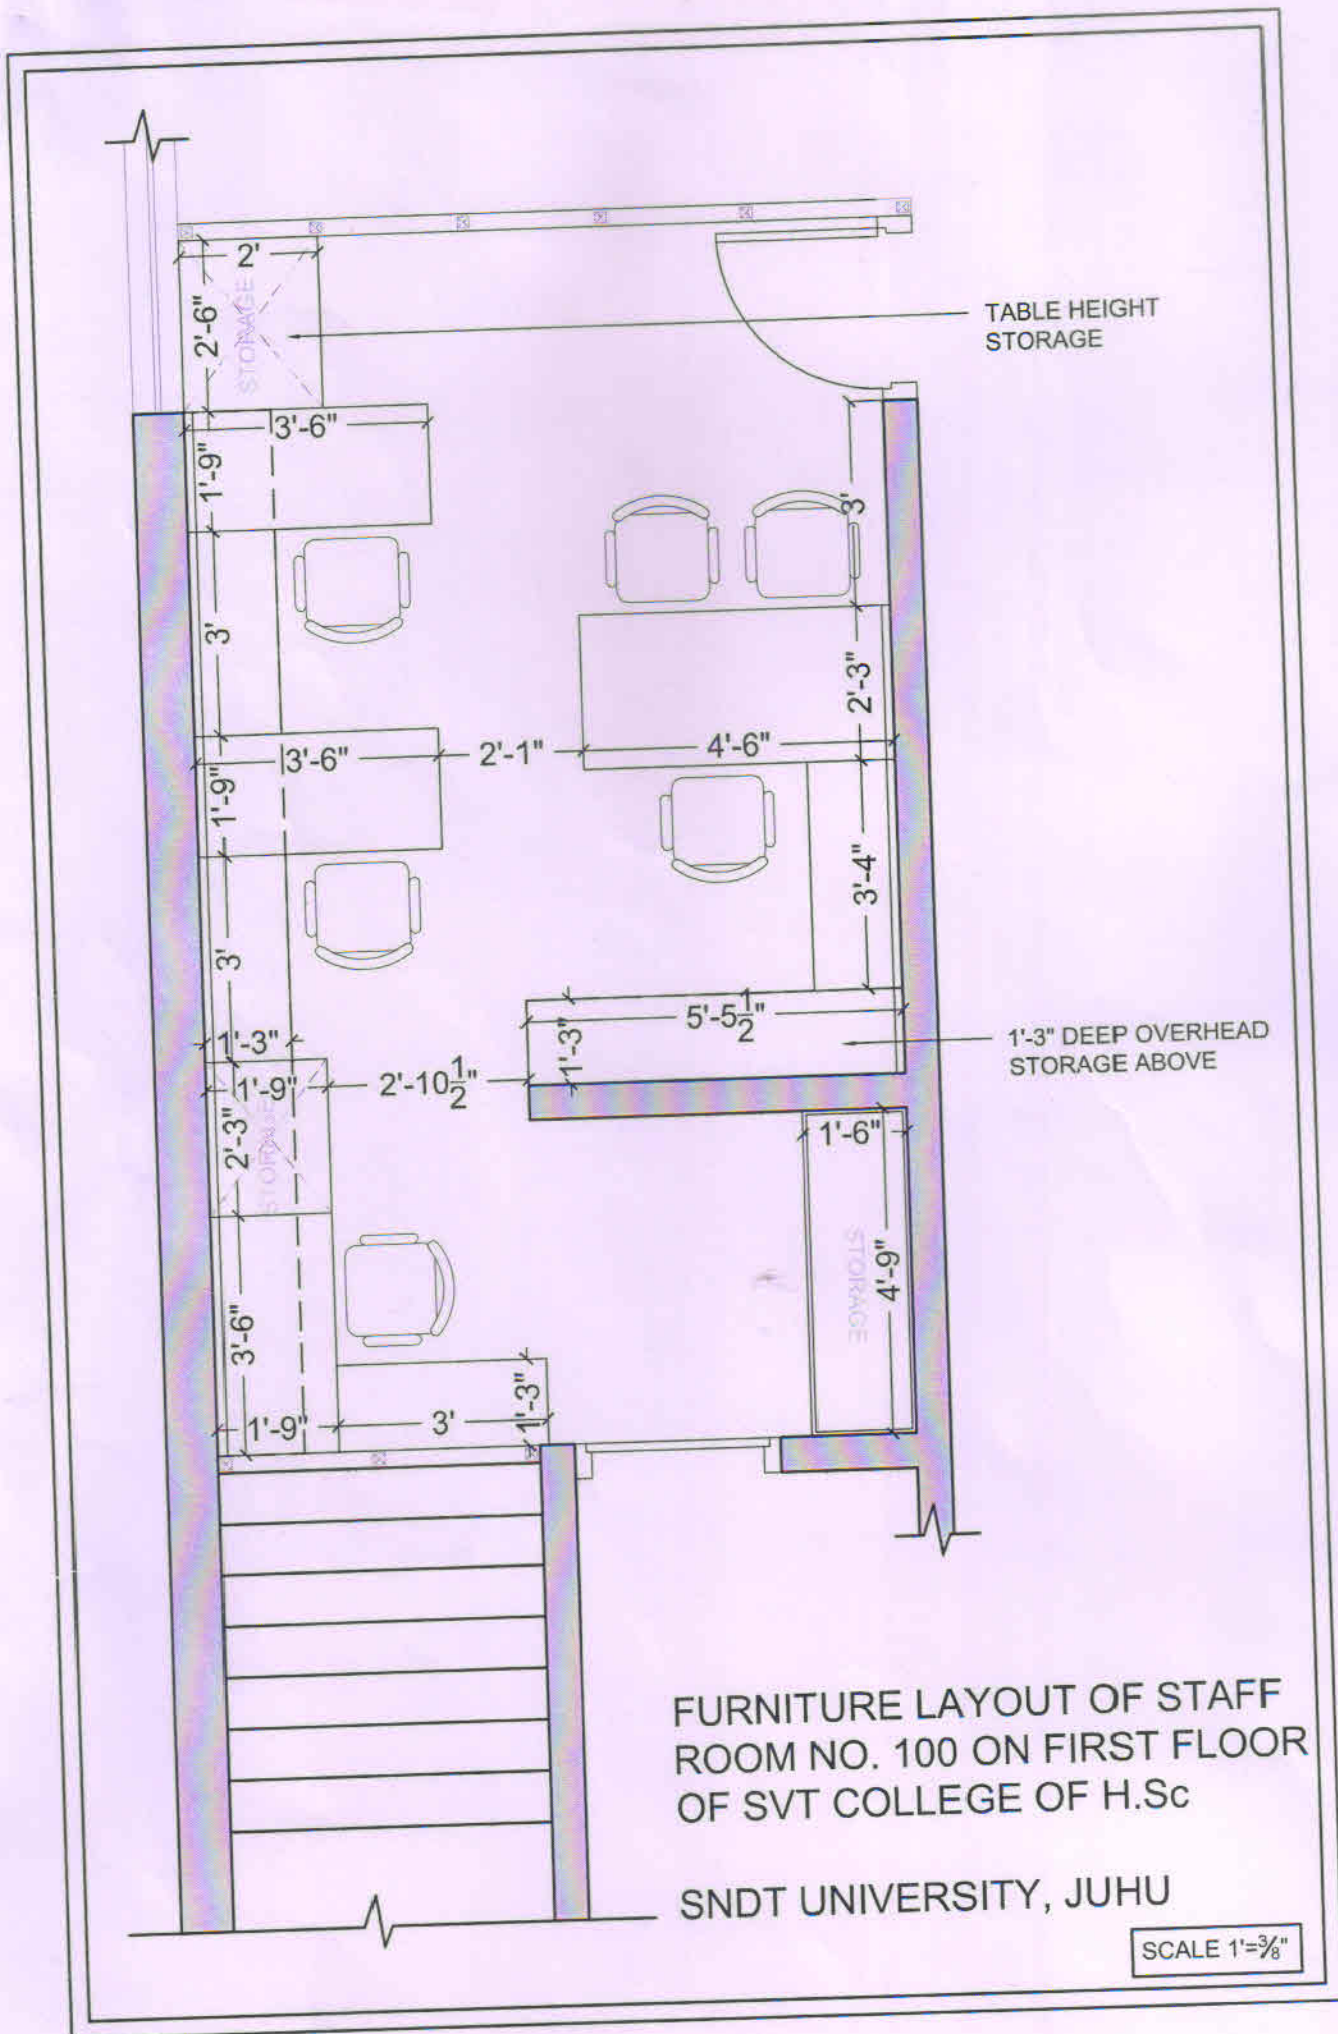 2'
2'-6"
STORAGE
TABLE HEIGHT
STORAGE
3'-6"
1'-9"
3'
3'
2'-3"
3'-6"
2'-1"
4'-6"
1'-9"
3'-4"
3'
5'-5 1/2"
1'-3"
1'-3"
1'-3" DEEP OVERHEAD
STORAGE ABOVE
1'-9"
2'-10 1/2"
2'-3"
STORAGE
1'-6"
STORAGE
4'-9"
3'-6"
1'-9"
3'
1'-3"
FURNITURE LAYOUT OF STAFF
ROOM NO. 100 ON FIRST FLOOR
OF SVT COLLEGE OF H.Sc
SNDT UNIVERSITY, JUHU
SCALE 1'=3/8"